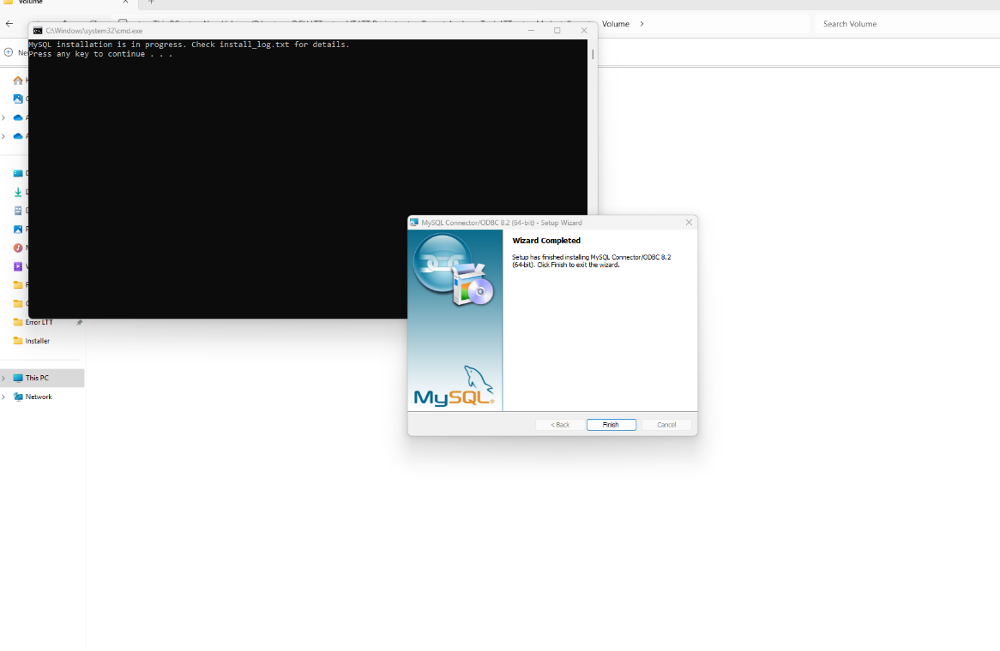 Volume
C:\Windows\system32\cmd.exe
Volume
Search Volume
MySQL installation is in progress. Check install_log.txt for details.
Press any key to continue . . .
MySQL Connector/ODBC 8.2 (64-bit) - Setup Wizard
Wizard Completed
Setup has finished installing MySQL Connector/ODBC 8.2
(64-bit). Click Finish to exit the wizard.
MySQL
< Back
Finish
Cancel
Error LTT
Installer
This PC
Network